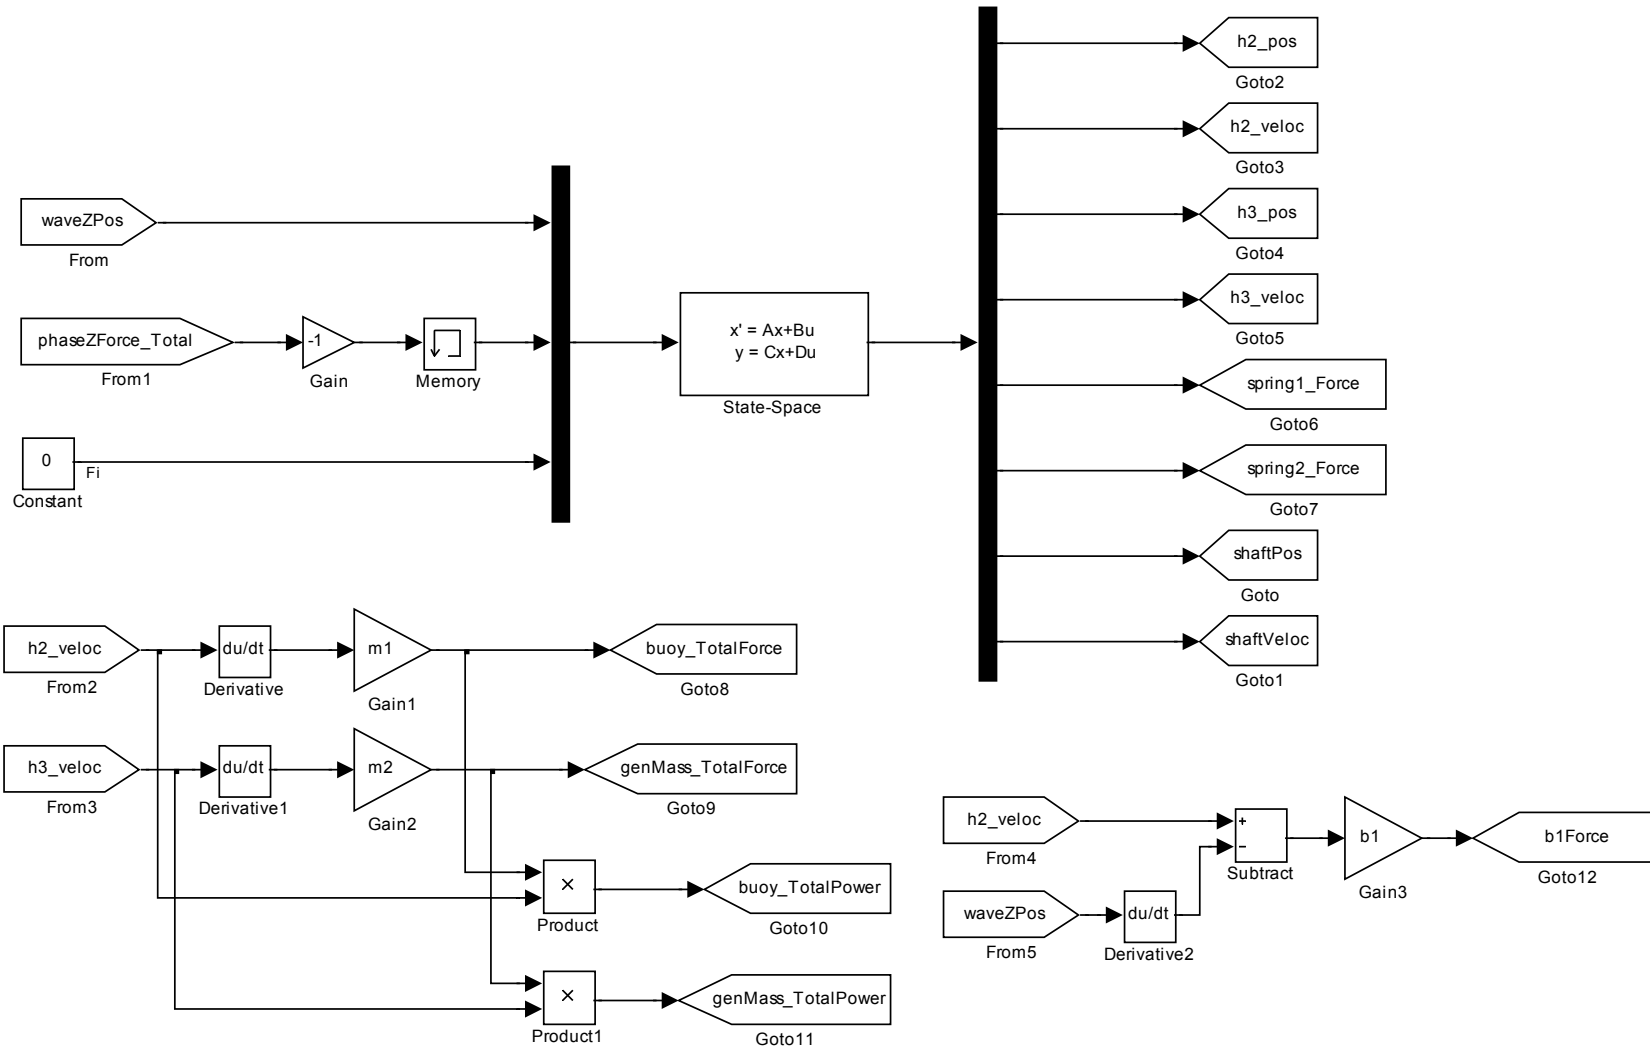 h2_pos
Goto2
h2_veloc
Goto3
h3_pos
Goto4
h3_veloc
Goto5
spring1_Force
Goto6
spring2_Force
Goto7
shaftPos
Goto
shaftVeloc
Goto1
waveZPos
From
phaseZForce_Total
From1
-1
Gain
Memory
0
Fi
Constant
x' = Ax+Bu
y = Cx+Du
State-Space
h2_veloc
From2
du/dt
Derivative
m1
Gain1
buoy_TotalForce
Goto8
h3_veloc
From3
du/dt
Derivative1
m2
Gain2
genMass_TotalForce
Goto9
×
Product
buoy_TotalPower
Goto10
×
Product1
genMass_TotalPower
Goto11
h2_veloc
From4
waveZPos
From5
du/dt
Derivative2
+
−
Subtract
b1
Gain3
b1Force
Goto12